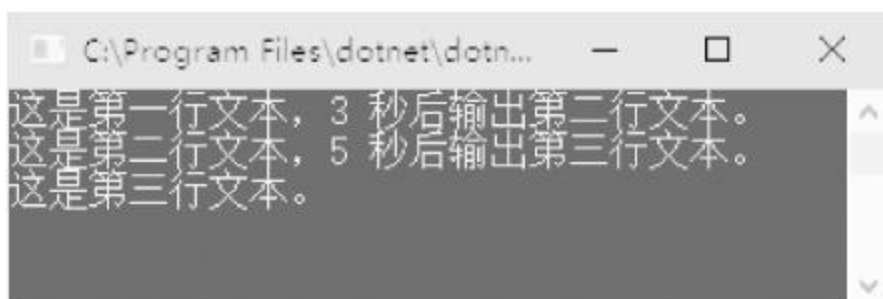 C:\Program Files\dotnet\dotn...
这是第一行文本，3 秒后输出第二行文本。
这是第二行文本，5 秒后输出第三行文本。
这是第三行文本。